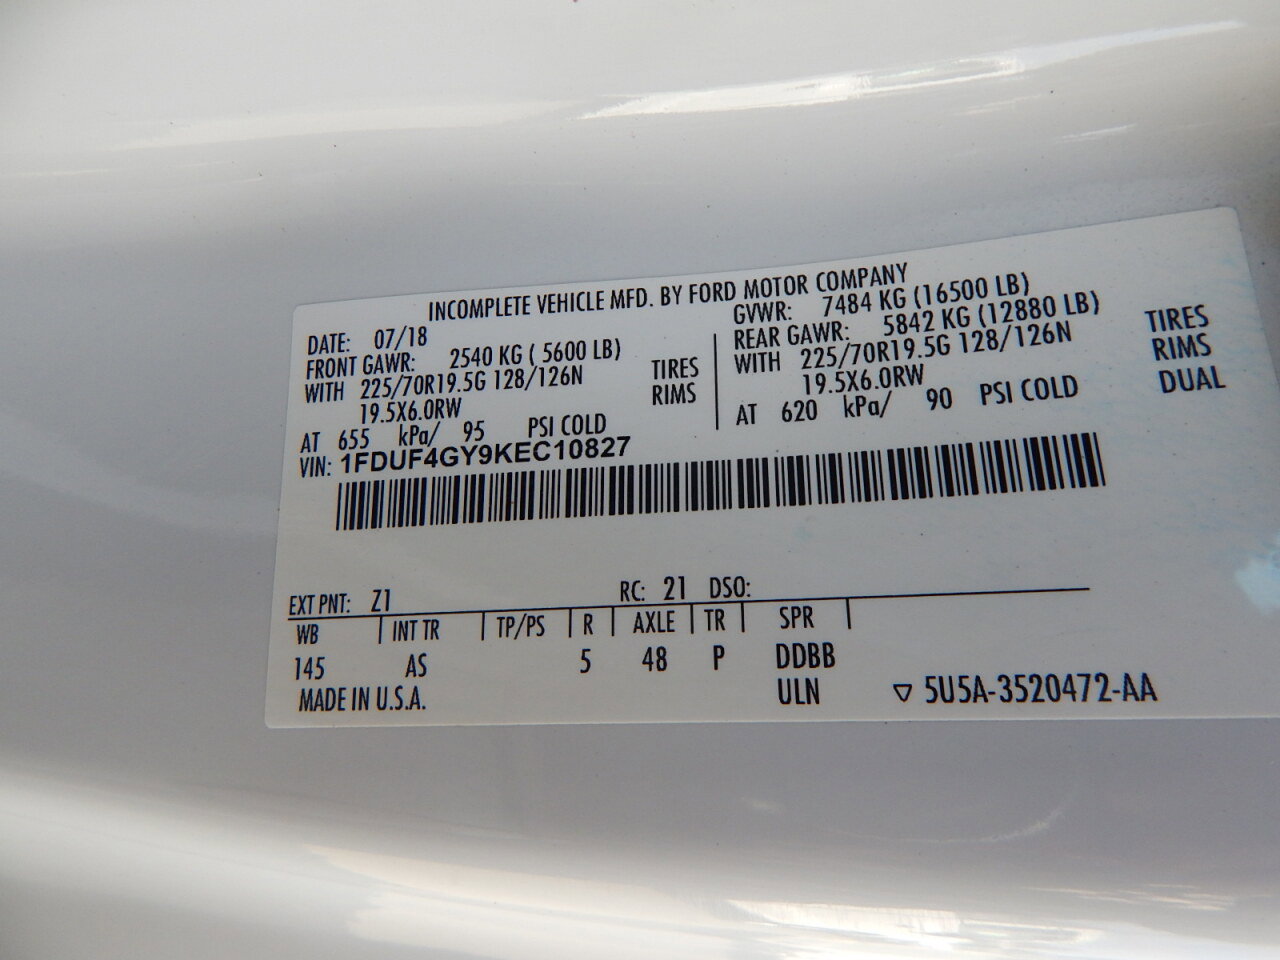 INCOMPLETE VEHICLE MFD. BY FORD MOTOR COMPANY
DATE: 07/18
FRONT GAWR: 2540 KG ( 5600 LB)
WITH 225/70R19.5G 128/126N TIRES
19.5X6.0RW RIMS
AT 655 kPa/ 95 PSI COLD
GVWR: 7484 KG (16500 LB)
REAR GAWR: 5842 KG (12880 LB)
WITH 225/70R19.5G 128/126N TIRES
19.5X6.0RW RIMS
AT 620 kPa/ 90 PSI COLD DUAL
VIN: 1FDUF4GY9KEC10827
EXT PNT: Z1 RC: 21 DSO:
WB INT TR TP/PS R AXLE TR SPR
145 AS 5 48 P DDBB
MADE IN U.S.A. ULN ▽ 5U5A-3520472-AA